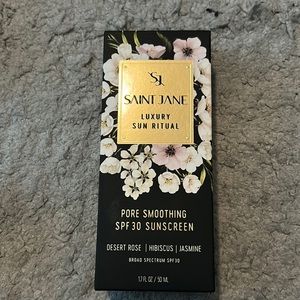 SJ
SAINT JANE
LUXURY
SUN RITUAL
PORE SMOOTHING
SPF 30 SUNSCREEN
DESERT ROSE | HIBISCUS | JASMINE
BROAD SPECTRUM SPF 30
1.7 FL OZ / 50 ML